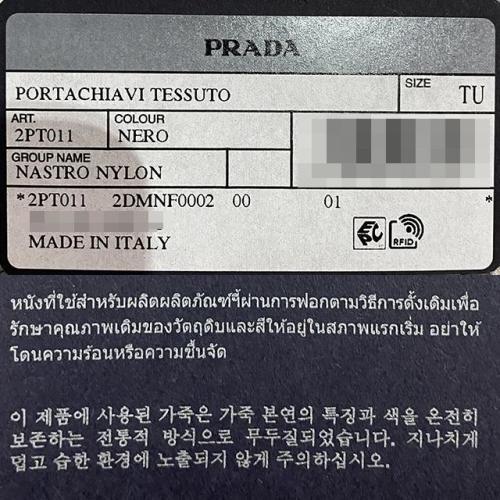 PRADA
PORTACHIAVI TESSUTO
SIZE
TU
ART.
2PT011
COLOUR
NERO
GROUP NAME
NASTRO NYLON
*2PT011 2DMNF0002 00 01 *
MADE IN ITALY
EPC RFID
หนังที่ใช้สำหรับผลิตผลิตภัณฑ์ฯี้ผ่านการฟอกตามวิธีการดั้งเดิมเพื่อ
รักษาคุณภาพเดิมของวัตถุดิบและสีให้อยู่ในสภาพแรกเริ่ม อย่าให้
โดนความร้อนหรือความชื้นจัด
이 제품에 사용된 가죽은 가죽 본연의 특징과 색을 온전히
보존하는 전통적 방식으로 무두질되었습니다. 지나치게
덥고 습한 환경에 노출되지 않게 주의하십시오.